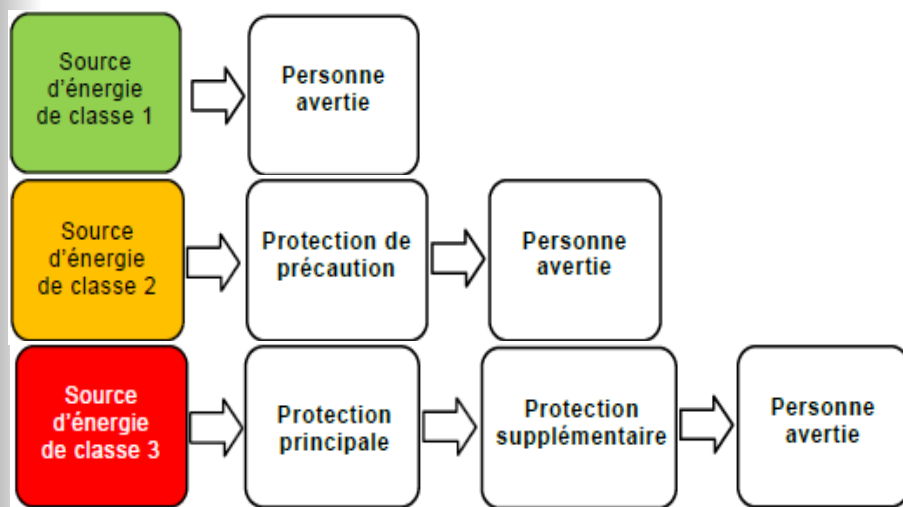 Source
d'énergie
de classe 1
Personne
avertie
Source
d'énergie
de classe 2
Protection de
précaution
Personne
avertie
Source
d'énergie
de classe 3
Protection
principale
Protection
supplémentaire
Personne
avertie